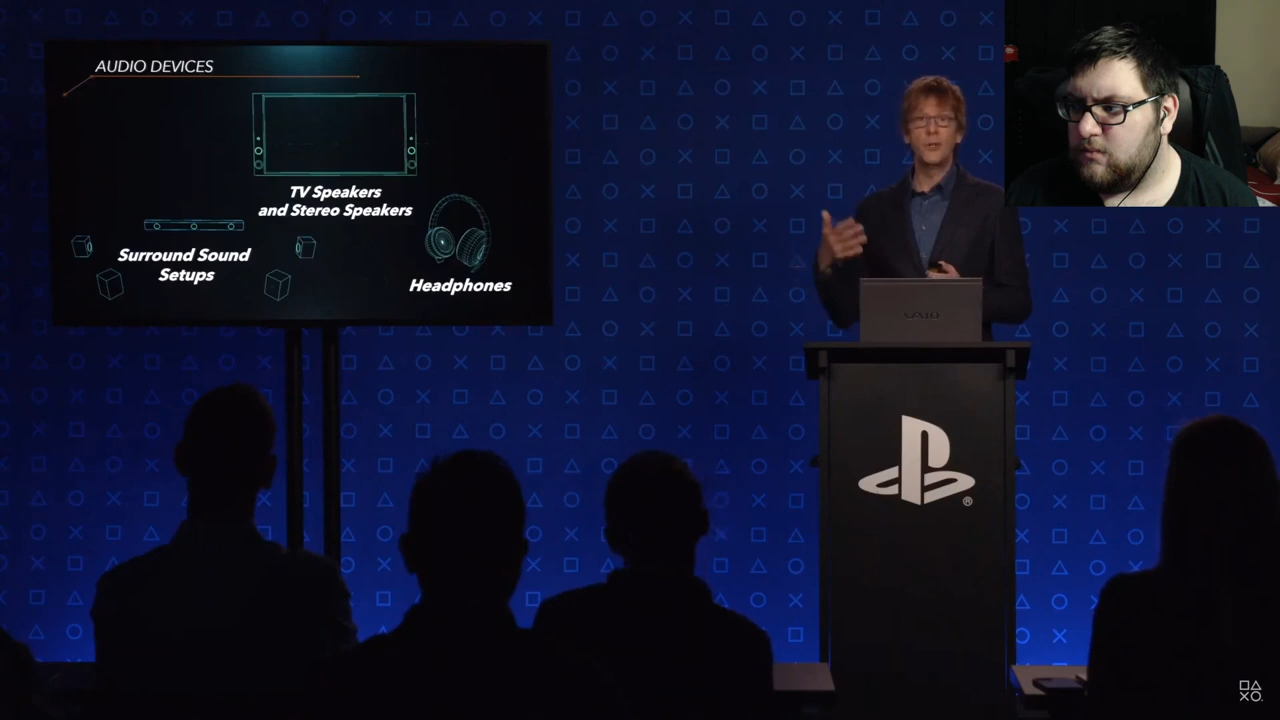 AUDIO DEVICES
TV Speakers
and Stereo Speakers
Surround Sound
Setups
Headphones
VAIO
®